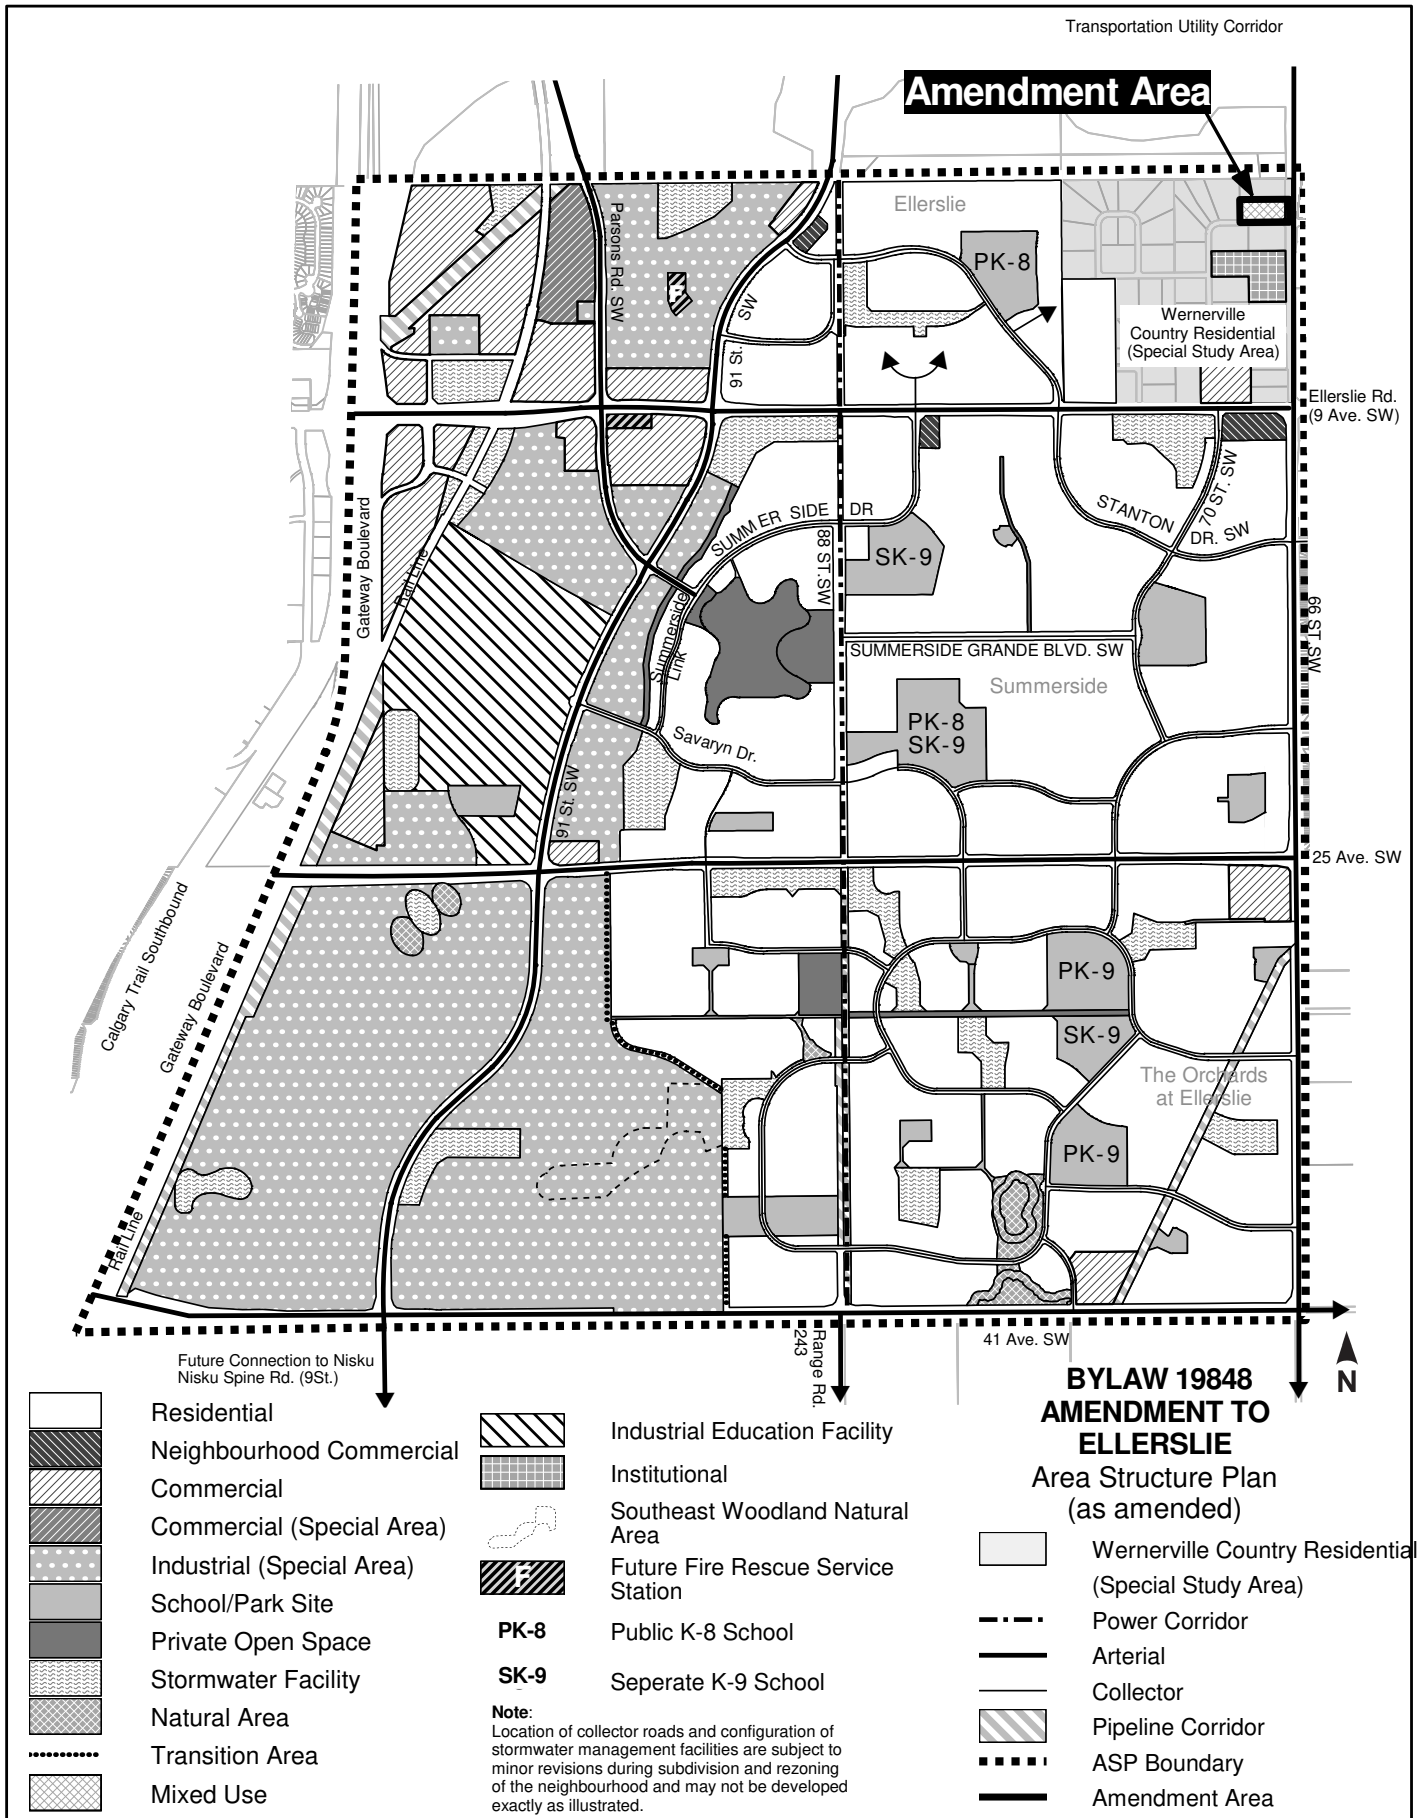 Transportation Utility Corridor
Amendment Area
Ellerslie
Parsons Rd. SW
F
PK-8
SW
91 St.
Wernerville
Country Residential
(Special Study Area)
Ellerslie Rd.
(9 Ave. SW)
Gateway Boulevard
Rail Line
SUMMER SIDE DR
88 ST.SW
SK-9
STANTON
DR. SW
70 ST. SW
66 ST. SW
Summerside
Link
SUMMERSIDE GRANDE BLVD. SW
Summerside
PK-8
SK-9
Savaryn Dr.
91 St. SW
25 Ave. SW
Calgary Trail Southbound
Gateway Boulevard
PK-9
SK-9
The Orchards
at Ellerslie
PK-9
Rail Line
Future Connection to Nisku
Nisku Spine Rd. (9St.)
Range Rd.
243
41 Ave. SW
N
BYLAW 19848
AMENDMENT TO
ELLERSLIE
Area Structure Plan
(as amended)
Residential
Neighbourhood Commercial
Commercial
Commercial (Special Area)
Industrial (Special Area)
School/Park Site
Private Open Space
Stormwater Facility
Natural Area
Transition Area
Mixed Use
Industrial Education Facility
Institutional
Southeast Woodland Natural
Area
F
Future Fire Rescue Service
Station
PK-8 Public K-8 School
SK-9 Seperate K-9 School
Note:
Location of collector roads and configuration of
stormwater management facilities are subject to
minor revisions during subdivision and rezoning
of the neighbourhood and may not be developed
exactly as illustrated.
Wernerville Country Residential
(Special Study Area)
Power Corridor
Arterial
Collector
Pipeline Corridor
ASP Boundary
Amendment Area